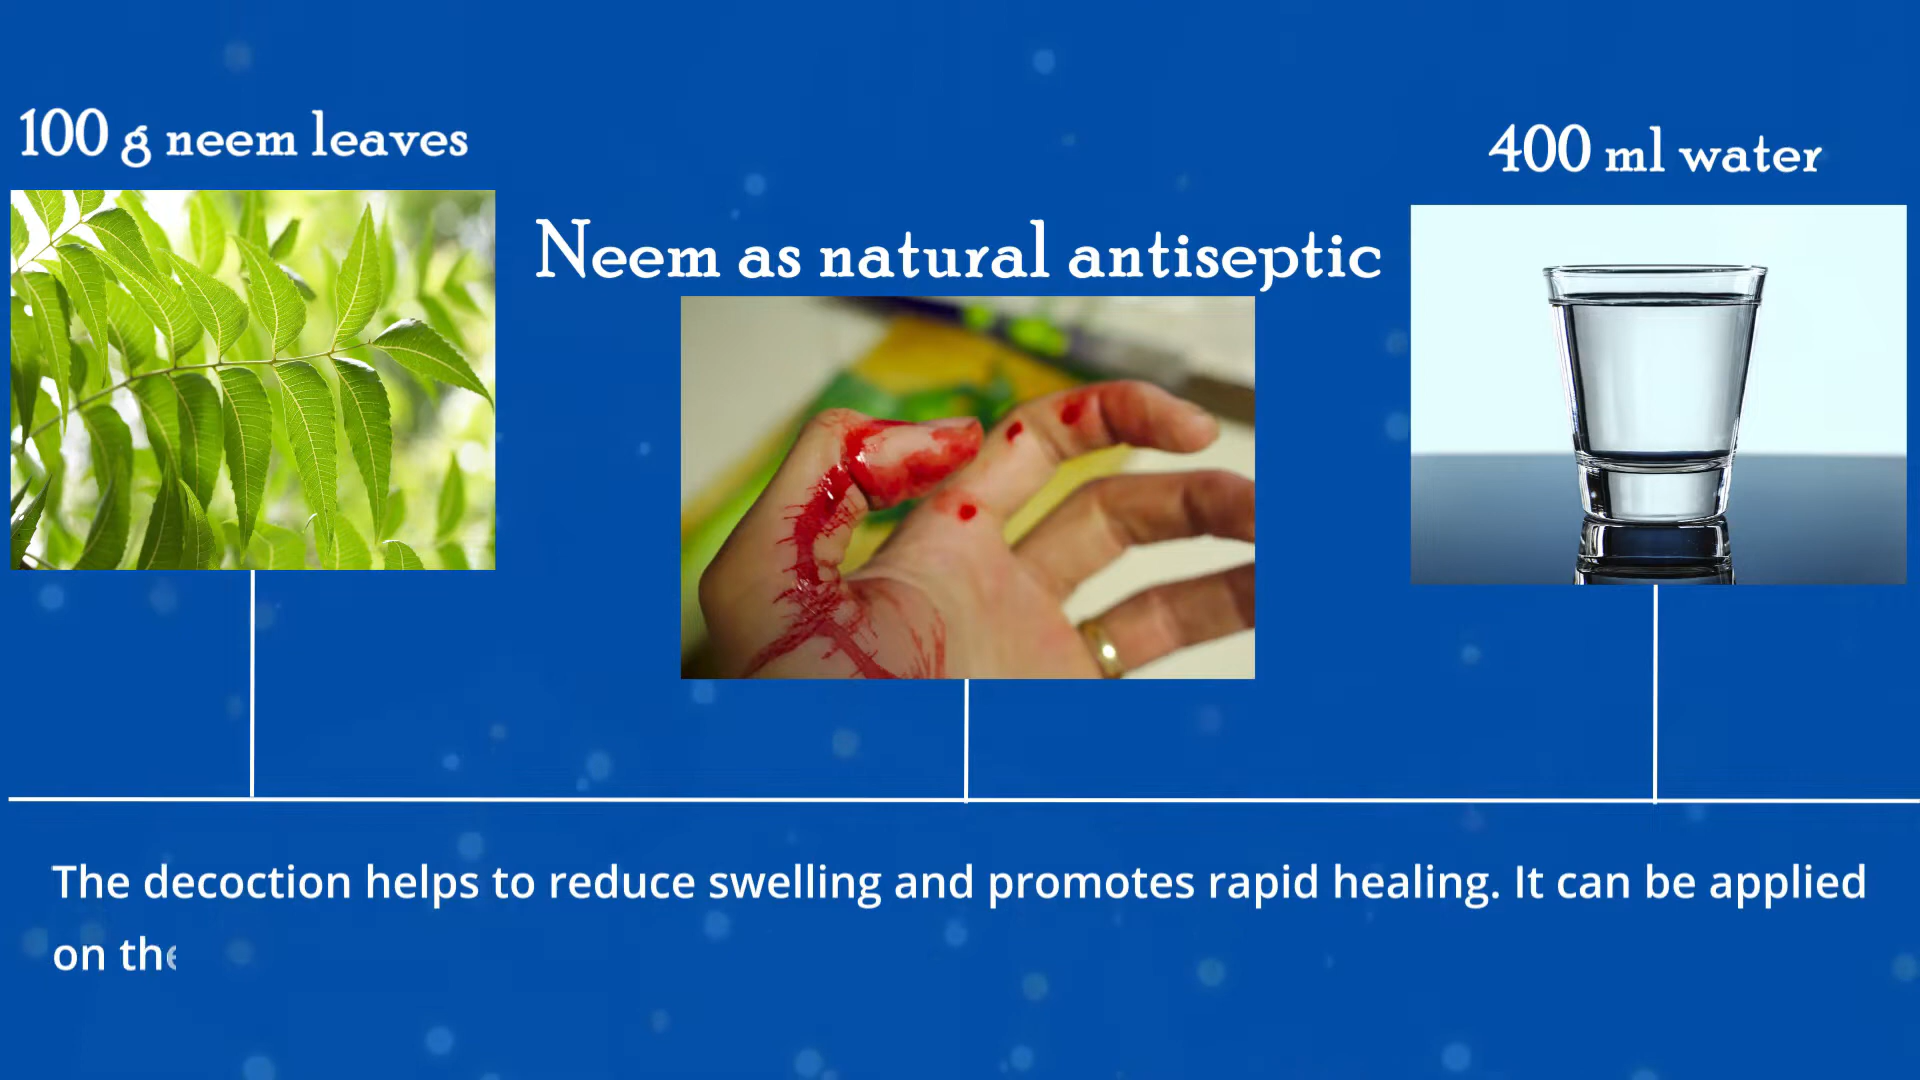 100 g neem leaves
400 ml water
Neem as natural antiseptic
The decoction helps to reduce swelling and promotes rapid healing. It can be applied
on the